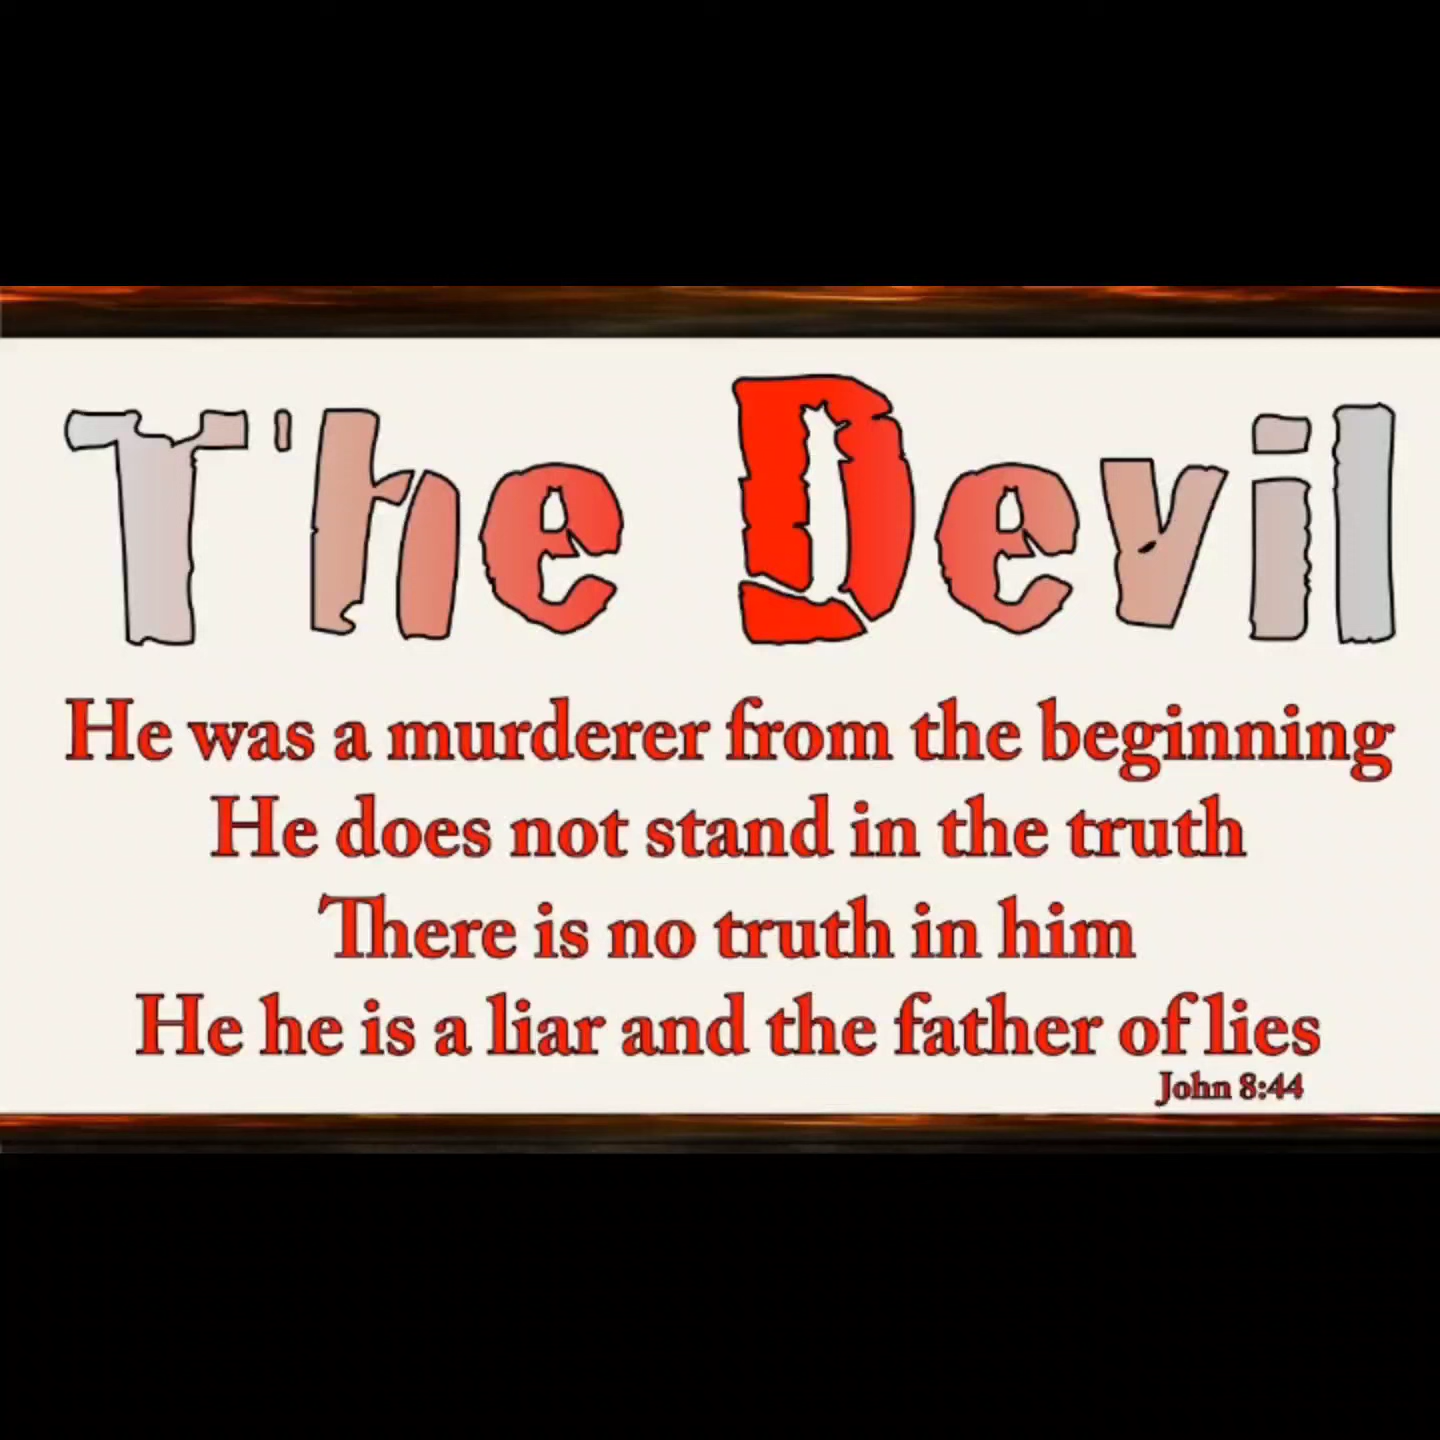 The Devil
He was a murderer from the beginning
He does not stand in the truth
There is no truth in him
He he is a liar and the father of lies
John 8:44